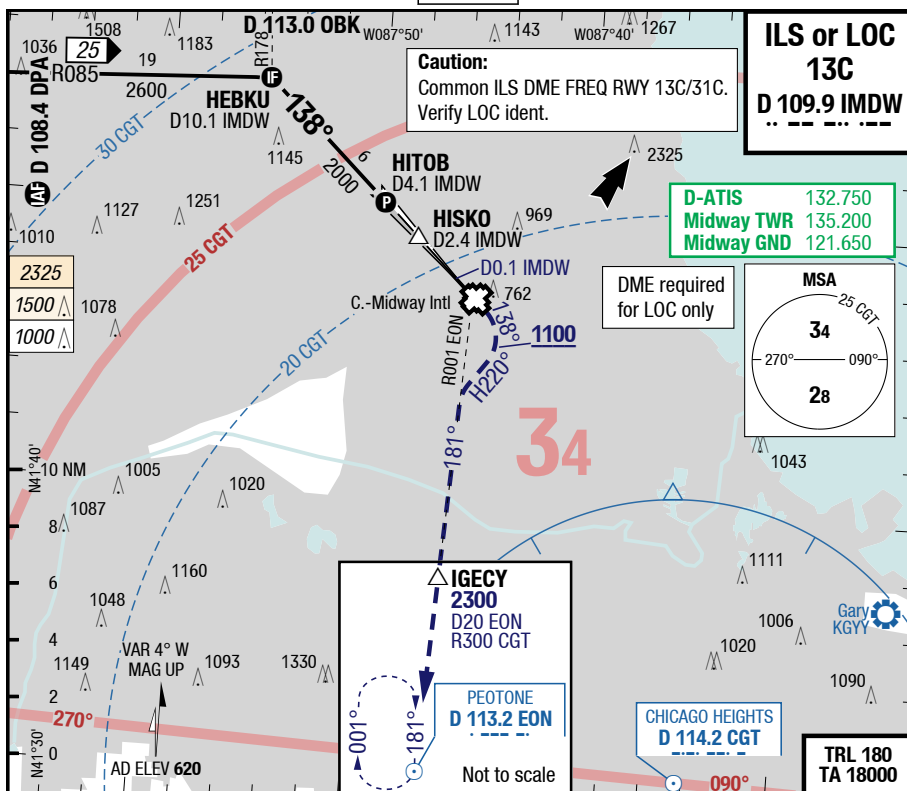 1508
1183
D 113.0 OBK
W087°50'
1143
W087°40'
1267
ILS or LOC
13C
D 109.9 IMDW
1036
25
R085
19
2600
R178
IF
HEBKU
D10.1 IMDW
Caution:
Common ILS DME FREQ RWY 13C/31C.
Verify LOC ident.
D 108.4 DPA
IAF
30 CGT
138°
6
2000
1145
HITOB
D4.1 IMDW
P
2325
HISKO
D2.4 IMDW
D-ATIS 132.750
Midway TWR 135.200
Midway GND 121.650
1010
1127
1251
969
25 CGT
D0.1 IMDW
762
2325
1500
1000
1078
C.-Midway Intl
DME required
for LOC only
MSA
25 CGT
34
270°
090°
28
20 CGT
R001 EON
138°
1100
H220°
181°
34
N41°40'
10 NM
1005
1020
1043
1087
8
6
1160
1048
4
1149
VAR 4° W
MAG UP
1093
1330
2
270°
N41°30'
0
AD ELEV 620
IGECY
2300
D20 EON
R300 CGT
001°
181°
PEOTONE
D 113.2 EON
Not to scale
1111
1006
1020
Gary
KGYY
1090
CHICAGO HEIGHTS
D 114.2 CGT
090°
TRL 180
TA 18000